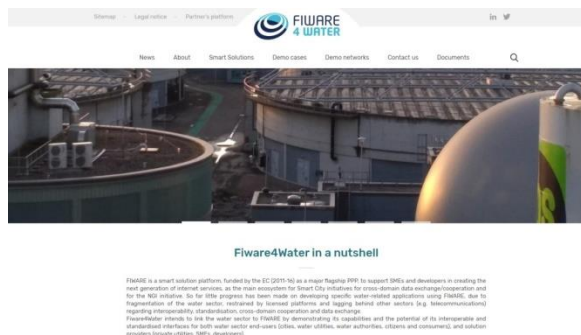 Sitemap - Legal notice - Partner's platform
FIWARE
4 WATER
News About Smart Solutions Demo cases Demo networks Contact us Documents
Fiware4Water in a nutshell
FIWARE is a smart solution platform, funded by the EC (2011-16) as a major flagship PPP, to support SMEs and developers in creating the
next generation of internet services, as the main ecosystem for Smart City initiatives for cross-domain data exchange/cooperation and
for the NGI initiative. So far little progress has been made on developing specific water-related applications using FIWARE, due to
fragmentation of the water sector, restrained by licensed platforms and lagging behind other sectors (e.g. telecommunications)
regarding interoperability, standardisation, cross-domain cooperation and data exchange.
Fiware4Water intends to link the water sector to FIWARE by demonstrating its capabilities and the potential of its interoperable and
standardised interfaces for both water sector end-users (cities, water utilities, water authorities, citizens and consumers), and solution
providers (private utilities, SMEs, developers).